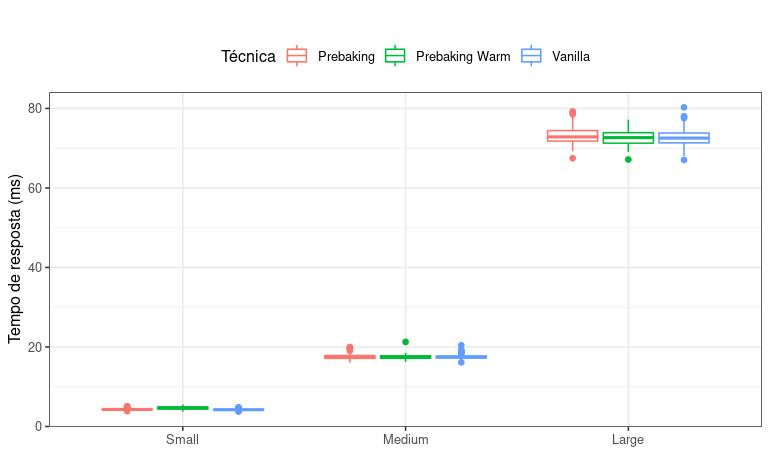 Técnica Prebaking Prebaking Warm Vanilla
Tempo de resposta (ms)
80
60
40
20
0
Small Medium Large